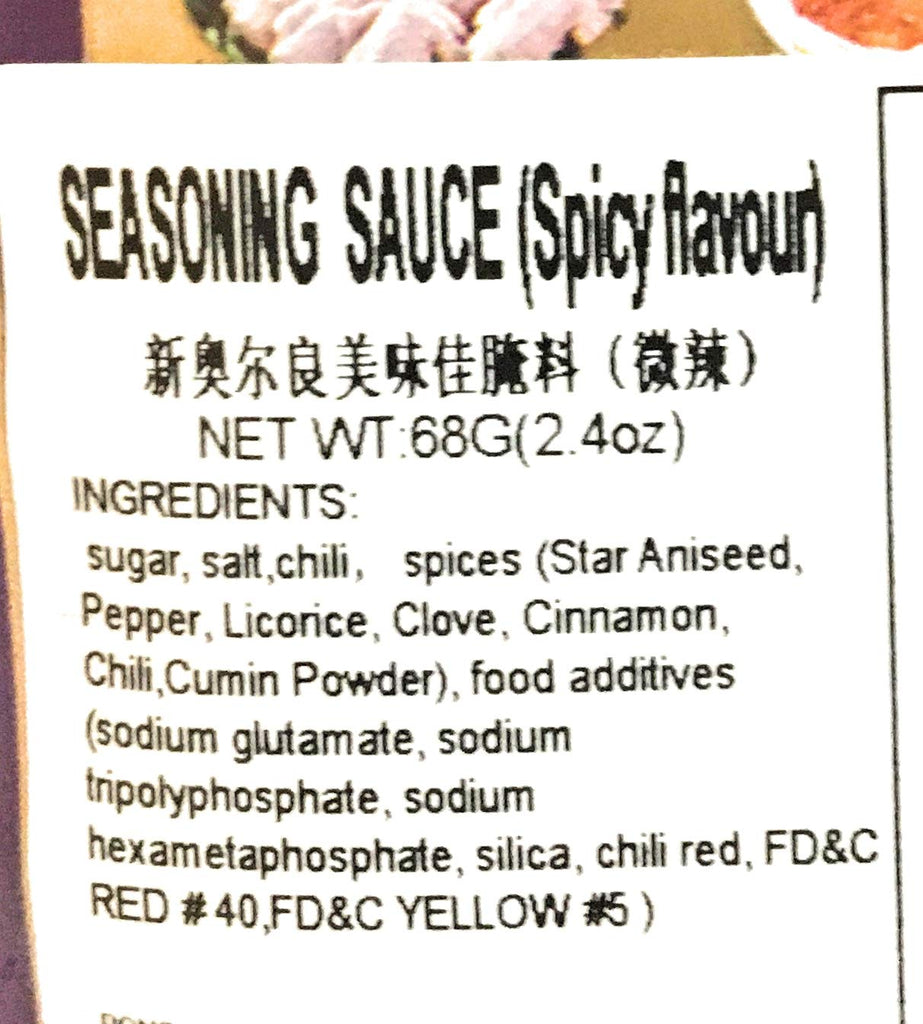 SEASONING SAUCE (Spicy flavour)
新奥尔良美味佳腌料（微辣）
NET WT:68G(2.4oz)
INGREDIENTS:
sugar, salt,chili, spices (Star Aniseed,
Pepper, Licorice, Clove, Cinnamon,
Chili,Cumin Powder), food additives
(sodium glutamate, sodium
tripolyphosphate, sodium
hexametaphosphate, silica, chili red, FD&C
RED #40,FD&C YELLOW #5 )